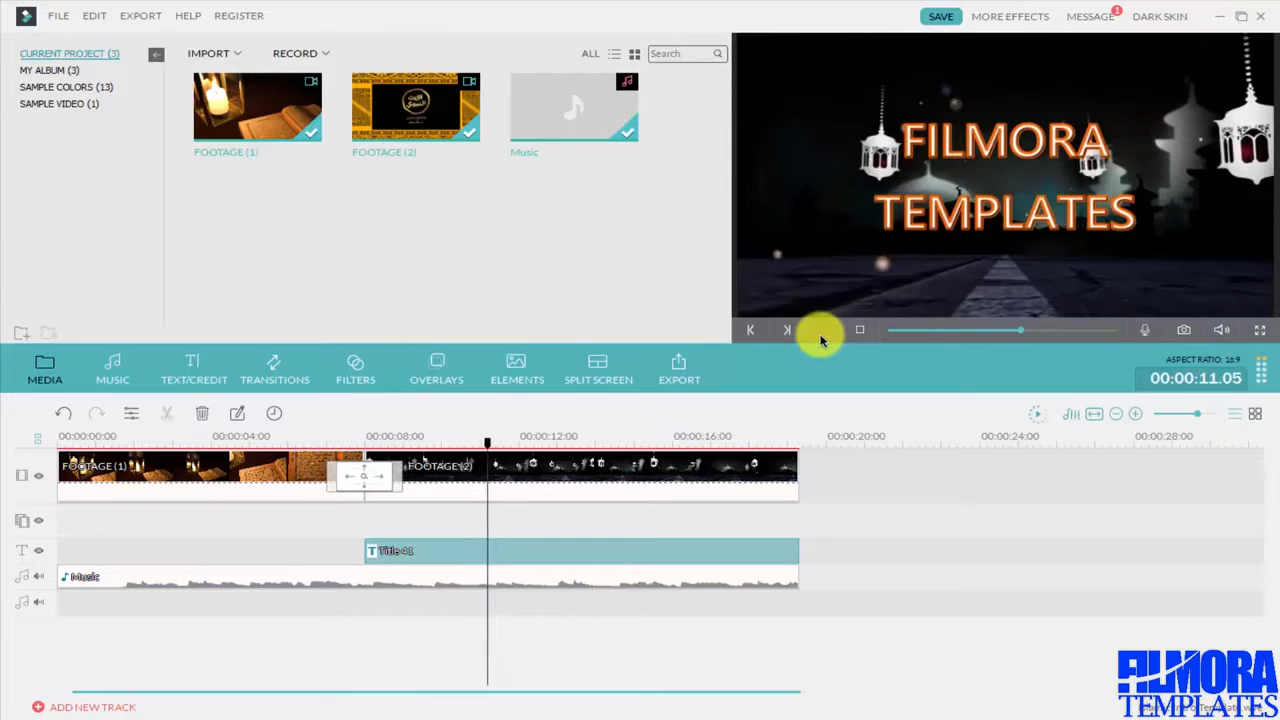 FILE EDIT EXPORT HELP REGISTER SAVE MORE EFFECTS MESSAGE 1 DARK SKIN
CURRENT PROJECT (3)
MY ALBUM (3)
SAMPLE COLORS (13)
SAMPLE VIDEO (1)
IMPORT RECORD ALL Search
FOOTAGE (1) FOOTAGE (2) Music
FILMORA
TEMPLATES
MEDIA MUSIC TEXT/CREDIT TRANSITIONS FILTERS OVERLAYS ELEMENTS SPLIT SCREEN EXPORT
ASPECT RATIO: 16:9
00:00:11.05
00:00:00:00 00:00:04:00 00:00:08:00 00:00:12:00 00:00:16:00 00:00:20:00 00:00:24:00 00:00:28:00
FOOTAGE (1) FOOTAGE(2)
T Title 41
Music
ADD NEW TRACK
FILMORA
TEMPLATES